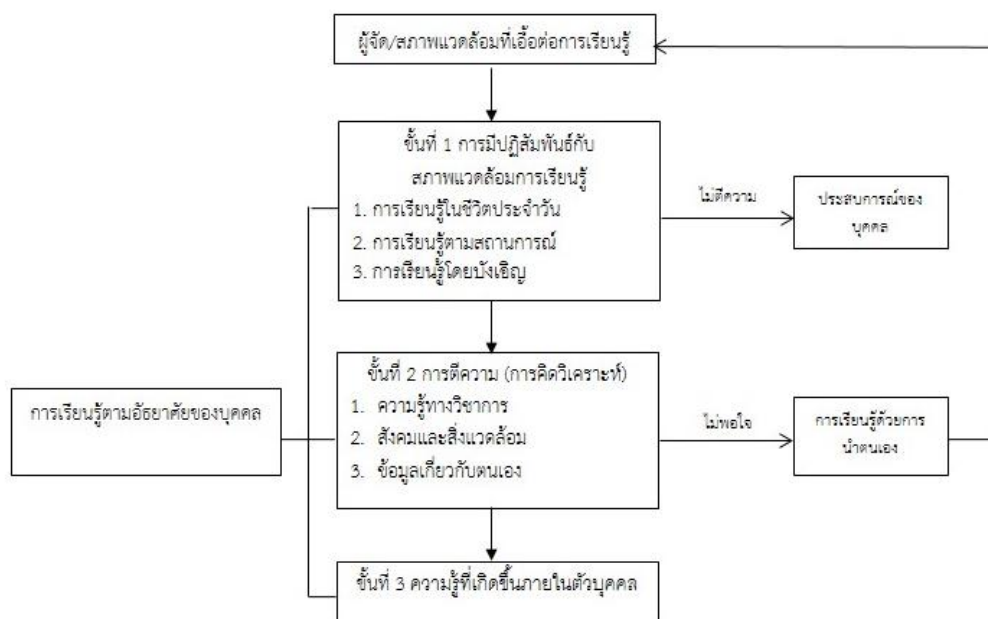 ผู้จัด/สภาพแวดล้อมที่เอื้อต่อการเรียนรู้
ขั้นที่ 1 การมีปฏิสัมพันธ์กับ
สภาพแวดล้อมการเรียนรู้
1. การเรียนรู้ในชีวิตประจำวัน
2. การเรียนรู้ตามสถานการณ์
3. การเรียนรู้โดยบังเอิญ
ไม่ตีความ
ประสบการณ์ของ
บุคคล
การเรียนรู้ตามอัธยาศัยของบุคคล
ขั้นที่ 2 การตีความ (การคิดวิเคราะห์)
1. ความรู้ทางวิชาการ
2. สังคมและสิ่งแวดล้อม
3. ข้อมูลเกี่ยวกับตนเอง
ไม่พอใจ
การเรียนรู้ด้วยการ
นำตนเอง
ขั้นที่ 3 ความรู้ที่เกิดขึ้นภายในตัวบุคคล